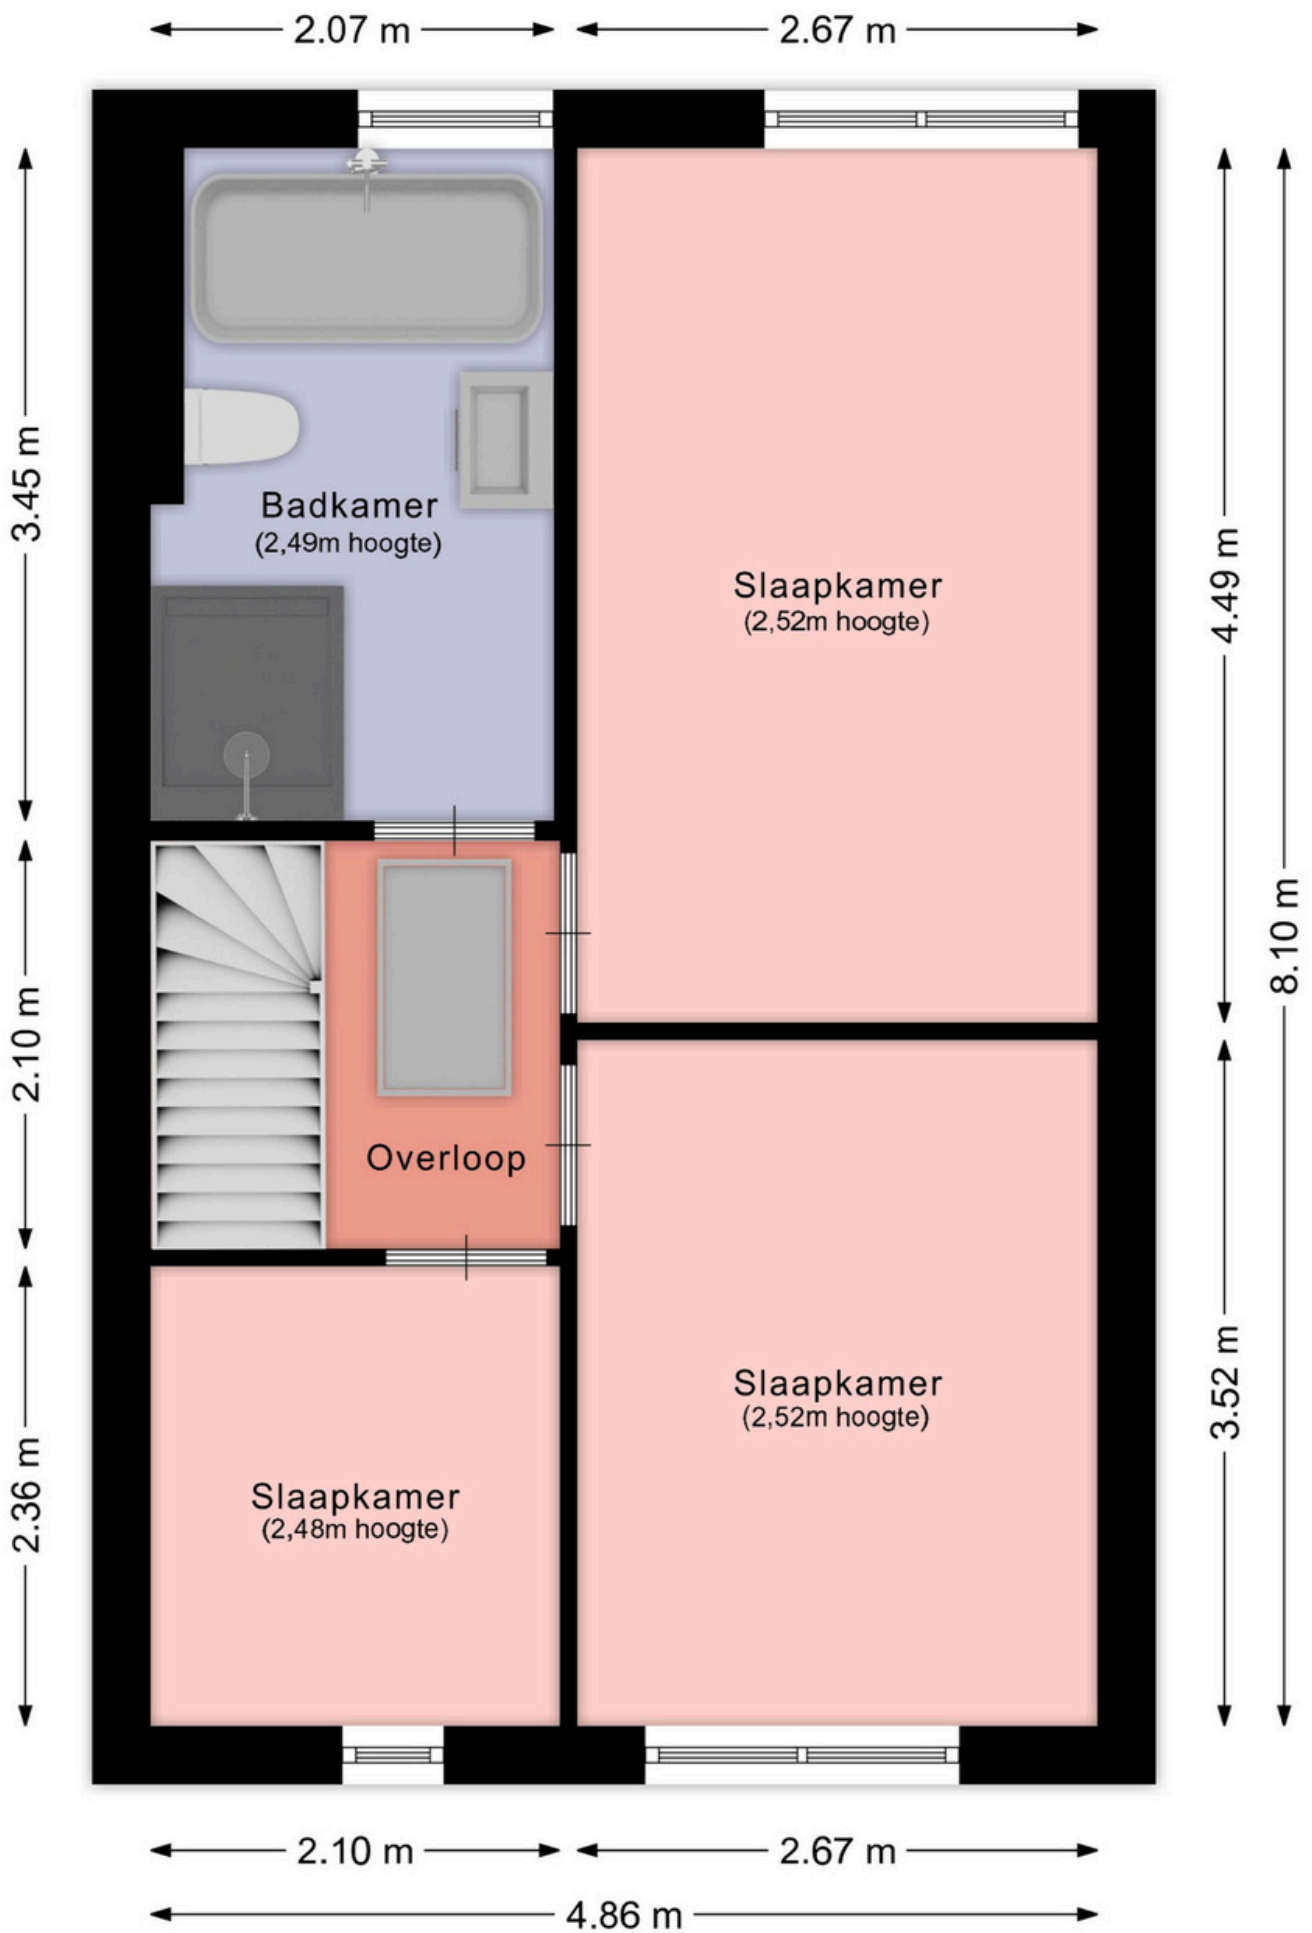 2.07 m
2.67 m
3.45 m
Badkamer
(2,49m hoogte)
Slaapkamer
(2,52m hoogte)
4.49 m
8.10 m
2.10 m
Overloop
Slaapkamer
(2,52m hoogte)
3.52 m
2.36 m
Slaapkamer
(2,48m hoogte)
2.10 m
2.67 m
4.86 m